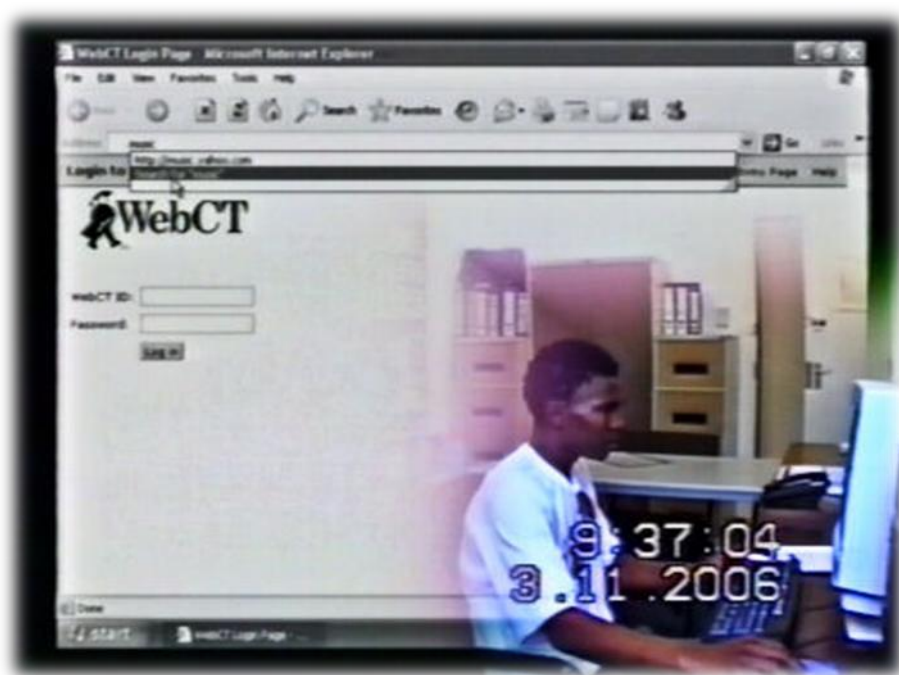 WebCT Login Page - Microsoft Internet Explorer
File Edit View Favorites Tools Help
Search Favorites
music Go
http://music.yahoo.com
Login to
Search for "music"
Page Help
WebCT
WebCT ID:
Password:
Log in
9:37:04
3.11.2006
Done
start WebCT Login Page - ...